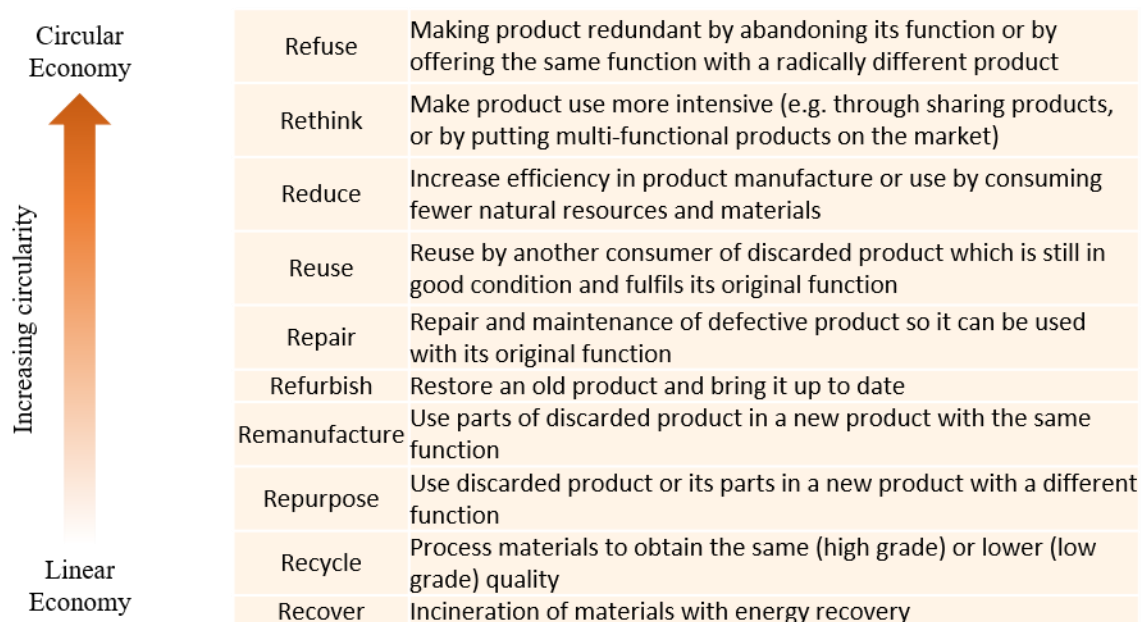 Circular
Economy
Increasing circularity
Linear
Economy
Refuse
Making product redundant by abandoning its function or by
offering the same function with a radically different product
Rethink
Make product use more intensive (e.g. through sharing products,
or by putting multi-functional products on the market)
Reduce
Increase efficiency in product manufacture or use by consuming
fewer natural resources and materials
Reuse
Reuse by another consumer of discarded product which is still in
good condition and fulfils its original function
Repair
Repair and maintenance of defective product so it can be used
with its original function
Refurbish
Restore an old product and bring it up to date
Remanufacture
Use parts of discarded product in a new product with the same
function
Repurpose
Use discarded product or its parts in a new product with a different
function
Recycle
Process materials to obtain the same (high grade) or lower (low
grade) quality
Recover
Incineration of materials with energy recovery